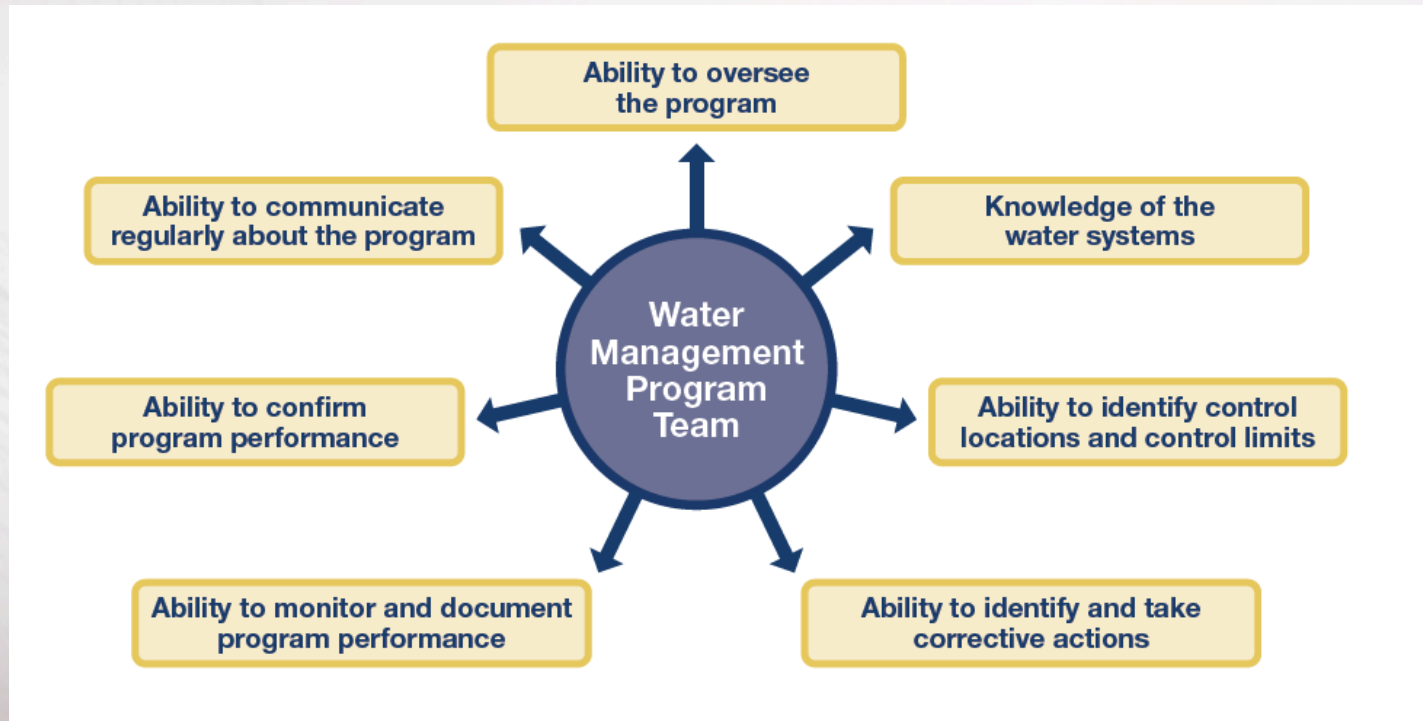 Ability to oversee
the program
Ability to communicate
regularly about the program
Knowledge of the
water systems
Water
Management
Program
Team
Ability to confirm
program performance
Ability to identify control
locations and control limits
Ability to monitor and document
program performance
Ability to identify and take
corrective actions